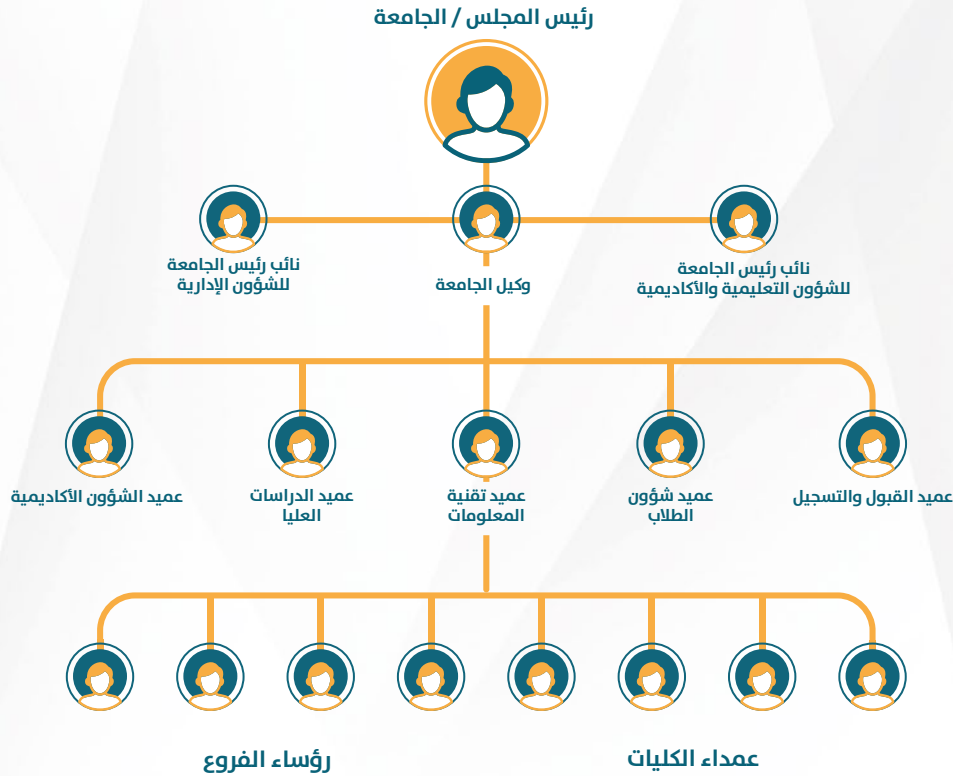 رئيس المجلس / الجامعة
نائب رئيس الجامعة
للشؤون التعليمية والأكاديمية
وكيل الجامعة
نائب رئيس الجامعة
للشؤون الإدارية
عميد القبول والتسجيل
عميد شؤون
الطلاب
عميد تقنية
المعلومات
عميد الدراسات
العليا
عميد الشؤون الأكاديمية
عمداء الكليات
رؤساء الفروع